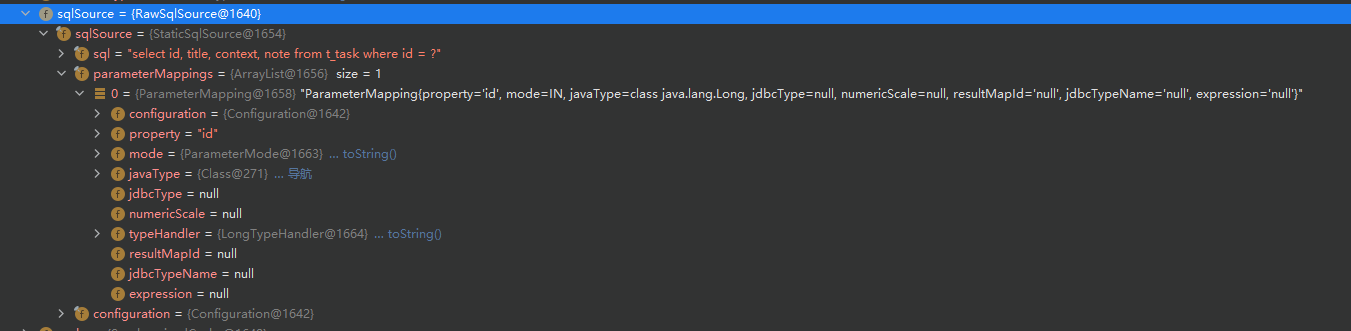 sqlSource = {RawSqlSource@1640}
sqlSource = {StaticSqlSource@1654}
sql = "select id, title, context, note from t_task where id = ?"
parameterMappings = {ArrayList@1656} size = 1
0 = {ParameterMapping@1658} "ParameterMapping{property='id', mode=IN, javaType=class java.lang.Long, jdbcType=null, numericScale=null, resultMapId='null', jdbcTypeName='null', expression='null'}"
configuration = {Configuration@1642}
property = "id"
mode = {ParameterMode@1663} ... toString()
javaType = {Class@271} ... 导航
jdbcType = null
numericScale = null
typeHandler = {LongTypeHandler@1664} ... toString()
resultMapId = null
jdbcTypeName = null
expression = null
configuration = {Configuration@1642}